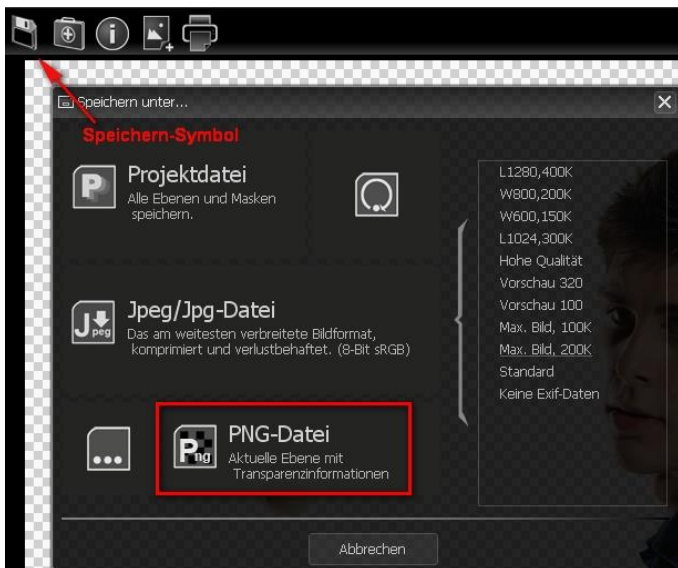 Speichern unter...
Speichern-Symbol
P
Projektdatei
Alle Ebenen und Masken
speichern.
J
Peg
Jpeg/Jpg-Datei
Das am weitesten verbreitete Bildformat,
komprimiert und verlustbehaftet. (8-Bit sRGB)
Png
PNG-Datei
Aktuelle Ebene mit
Transparenzinformationen
L1280,400K
W800,200K
W600,150K
L1024,300K
Hohe Qualität
Vorschau 320
Vorschau 100
Max. Bild, 100K
Max. Bild, 200K
Standard
Keine Exif-Daten
Abbrechen